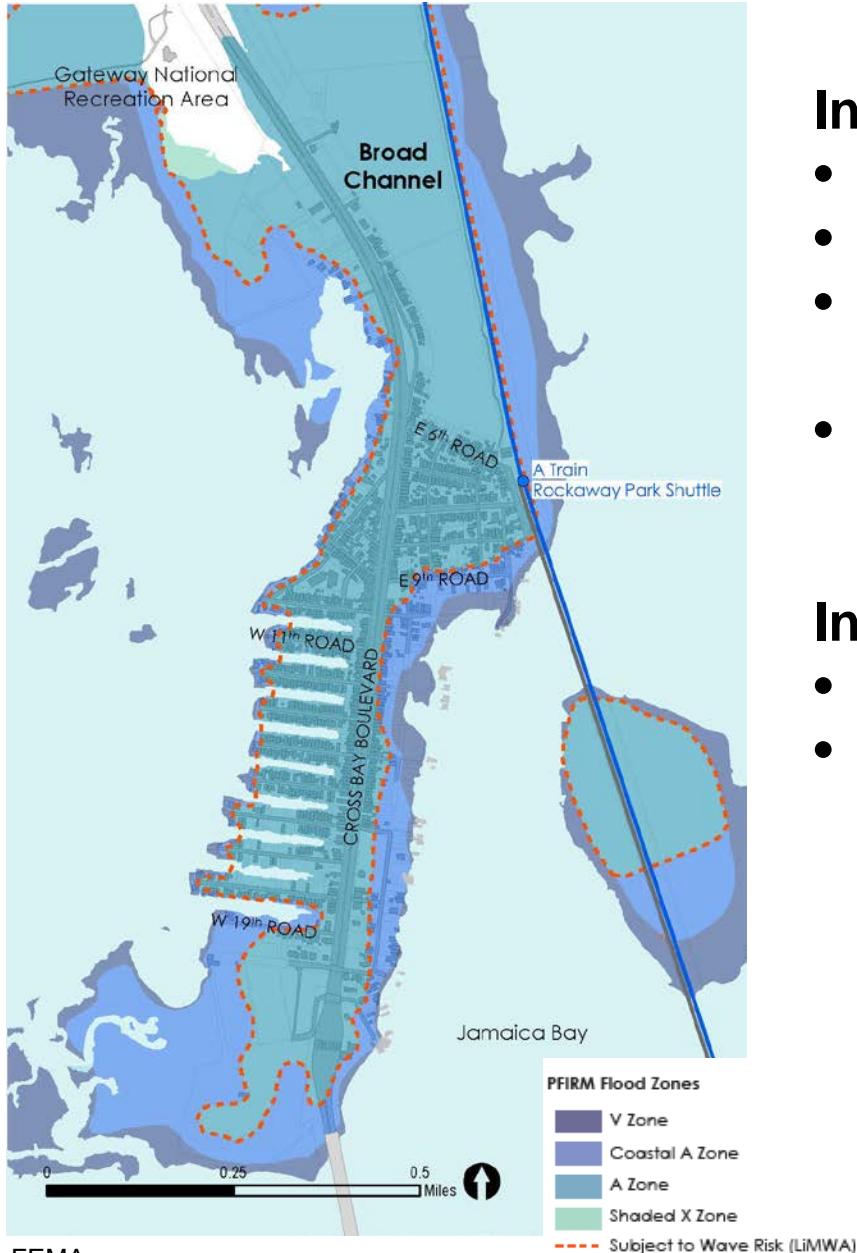 Gateway National
Recreation Area
Broad
Channel
E 6th ROAD
A Train
Rockaway Park Shuttle
E 9th ROAD
W 11th ROAD
CROSS BAY BOULEVARD
W 19th ROAD
Jamaica Bay
0
0.25
0.5
Miles
PFIRM Flood Zones
V Zone
Coastal A Zone
A Zone
Shaded X Zone
Subject to Wave Risk (LiMWA)
In
•
•
•
•
In
•
•